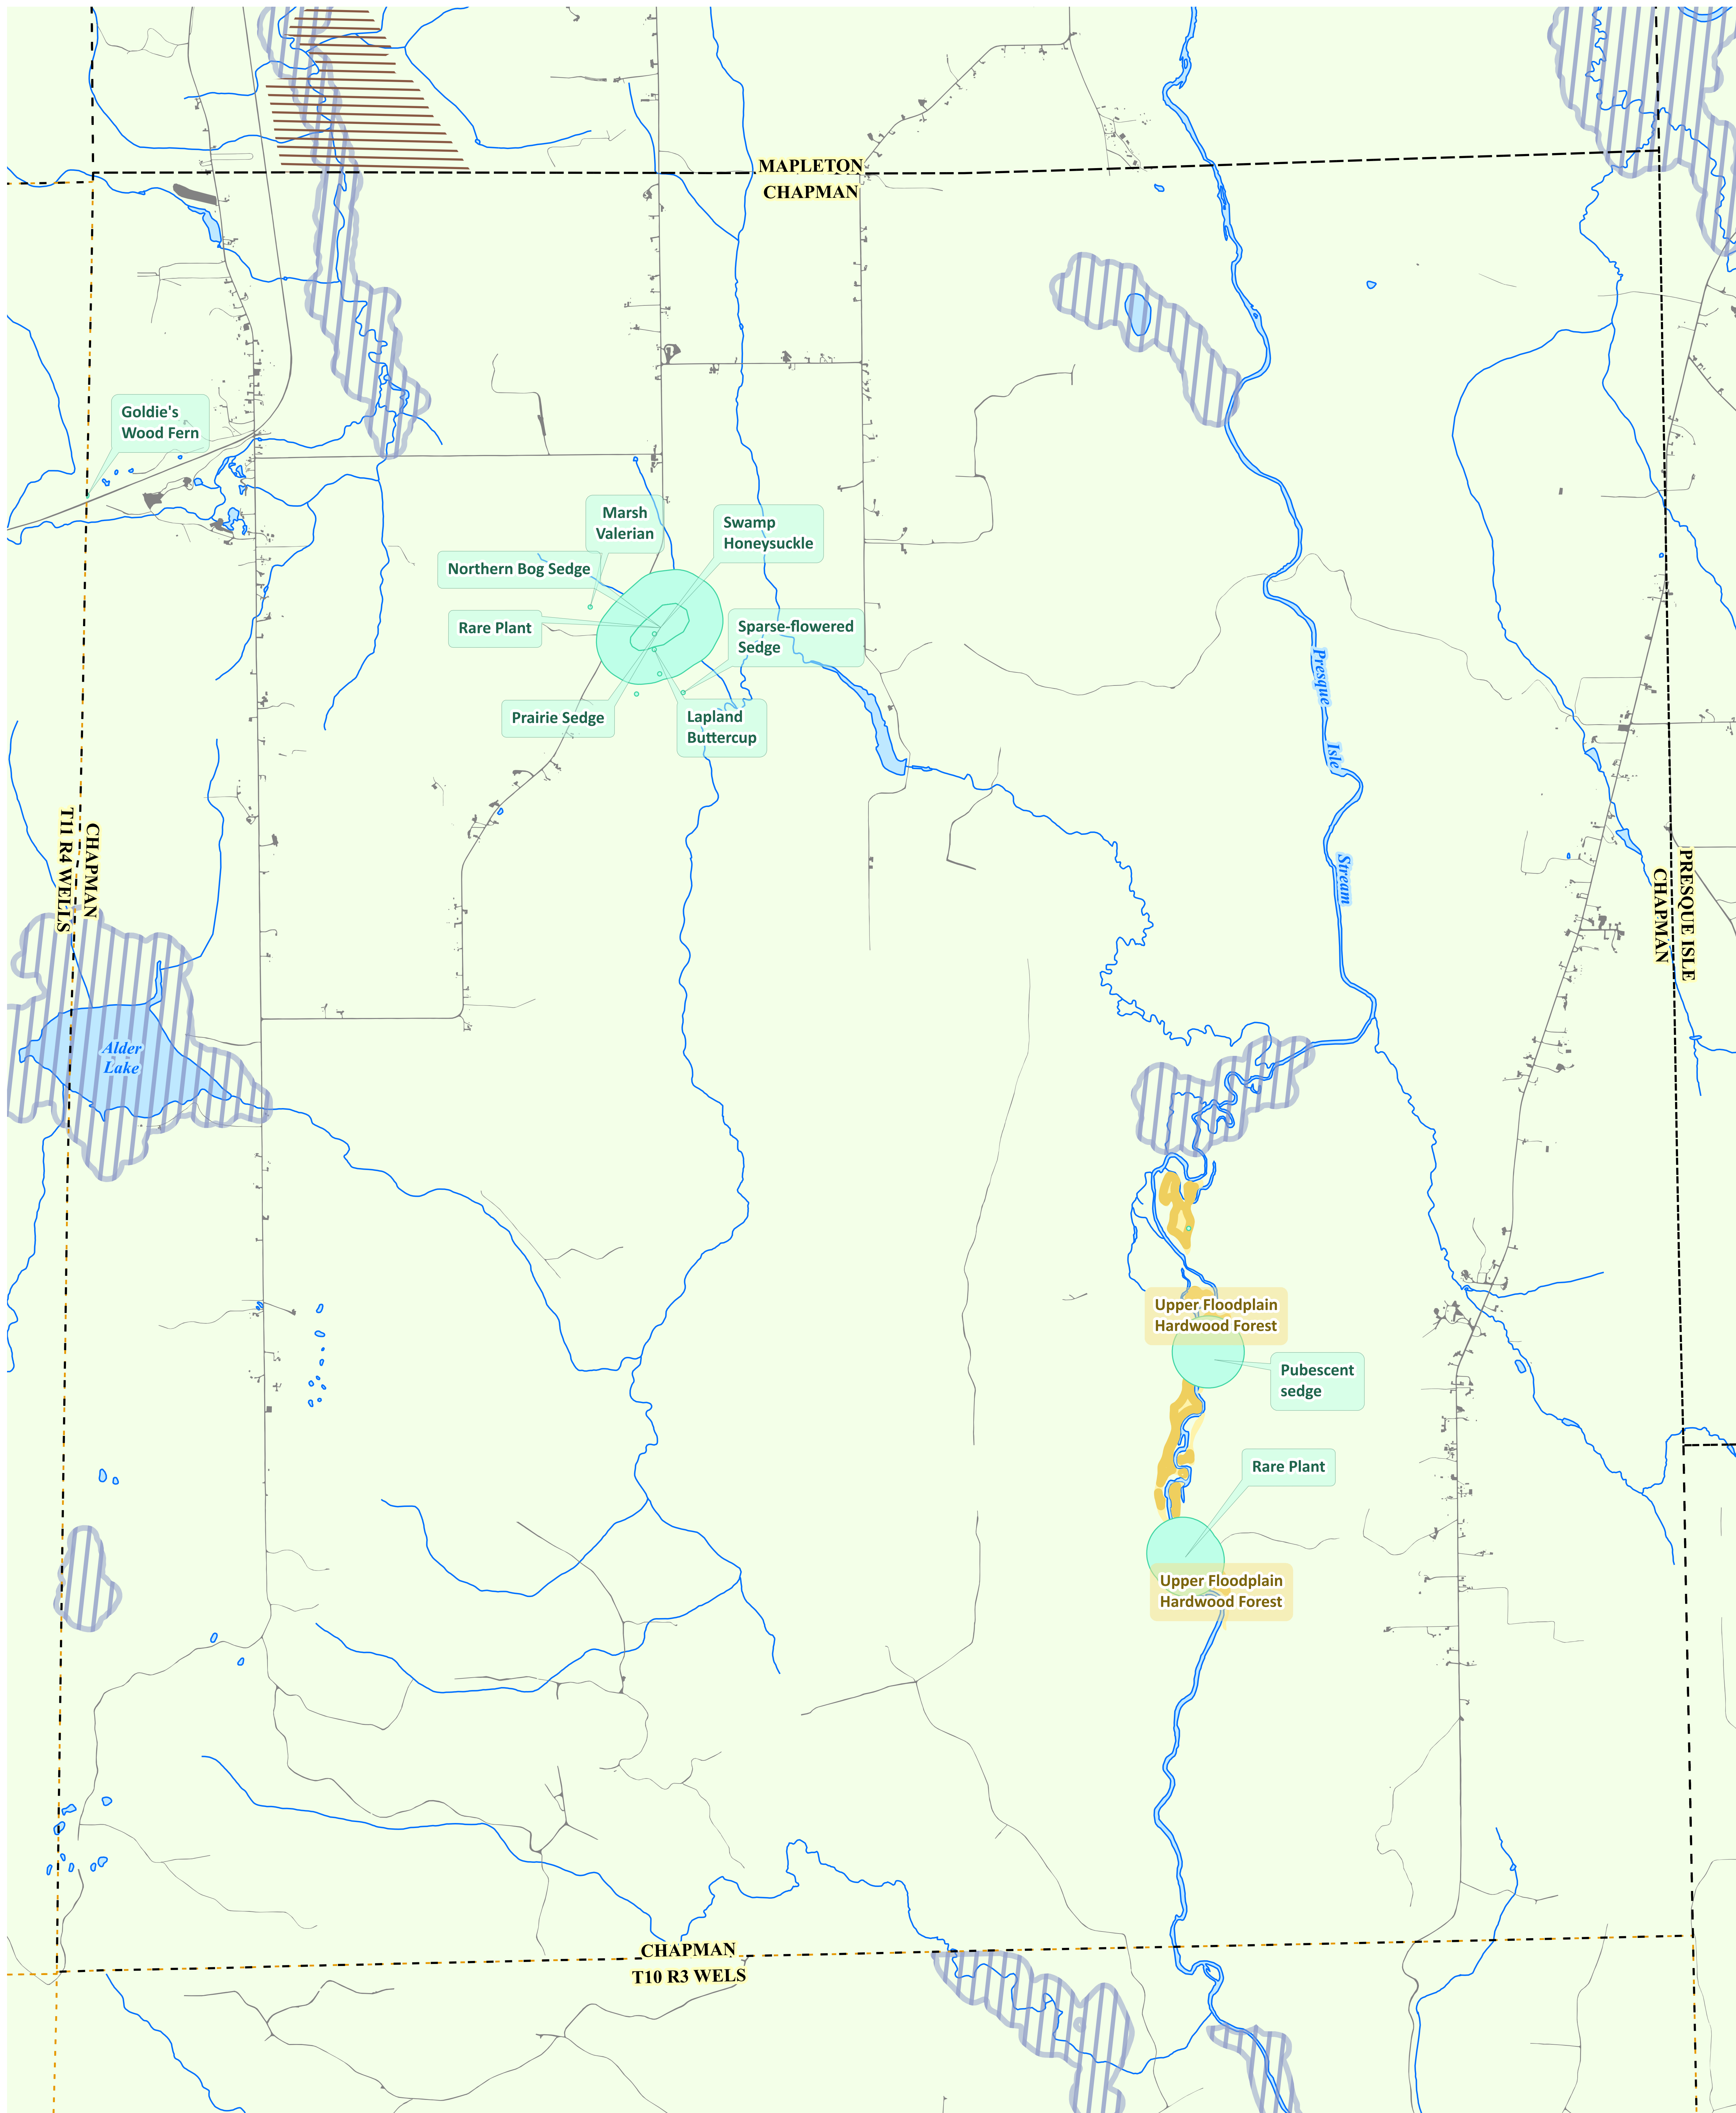 MAPLETON
CHAPMAN
Goldie's
Wood Fern
Marsh
Valerian
Swamp
Honeysuckle
Northern Bog Sedge
Rare Plant
Sparse-flowered
Sedge
Prairie Sedge
Lapland
Buttercup
Presque
Isle
Stream
CHAPMAN
T11 R4 WELLS
PRESQUE ISLE
CHAPMAN
Alder
Lake
Upper Floodplain
Hardwood Forest
Pubescent
sedge
Rare Plant
Upper Floodplain
Hardwood Forest
CHAPMAN
T10 R3 WELS